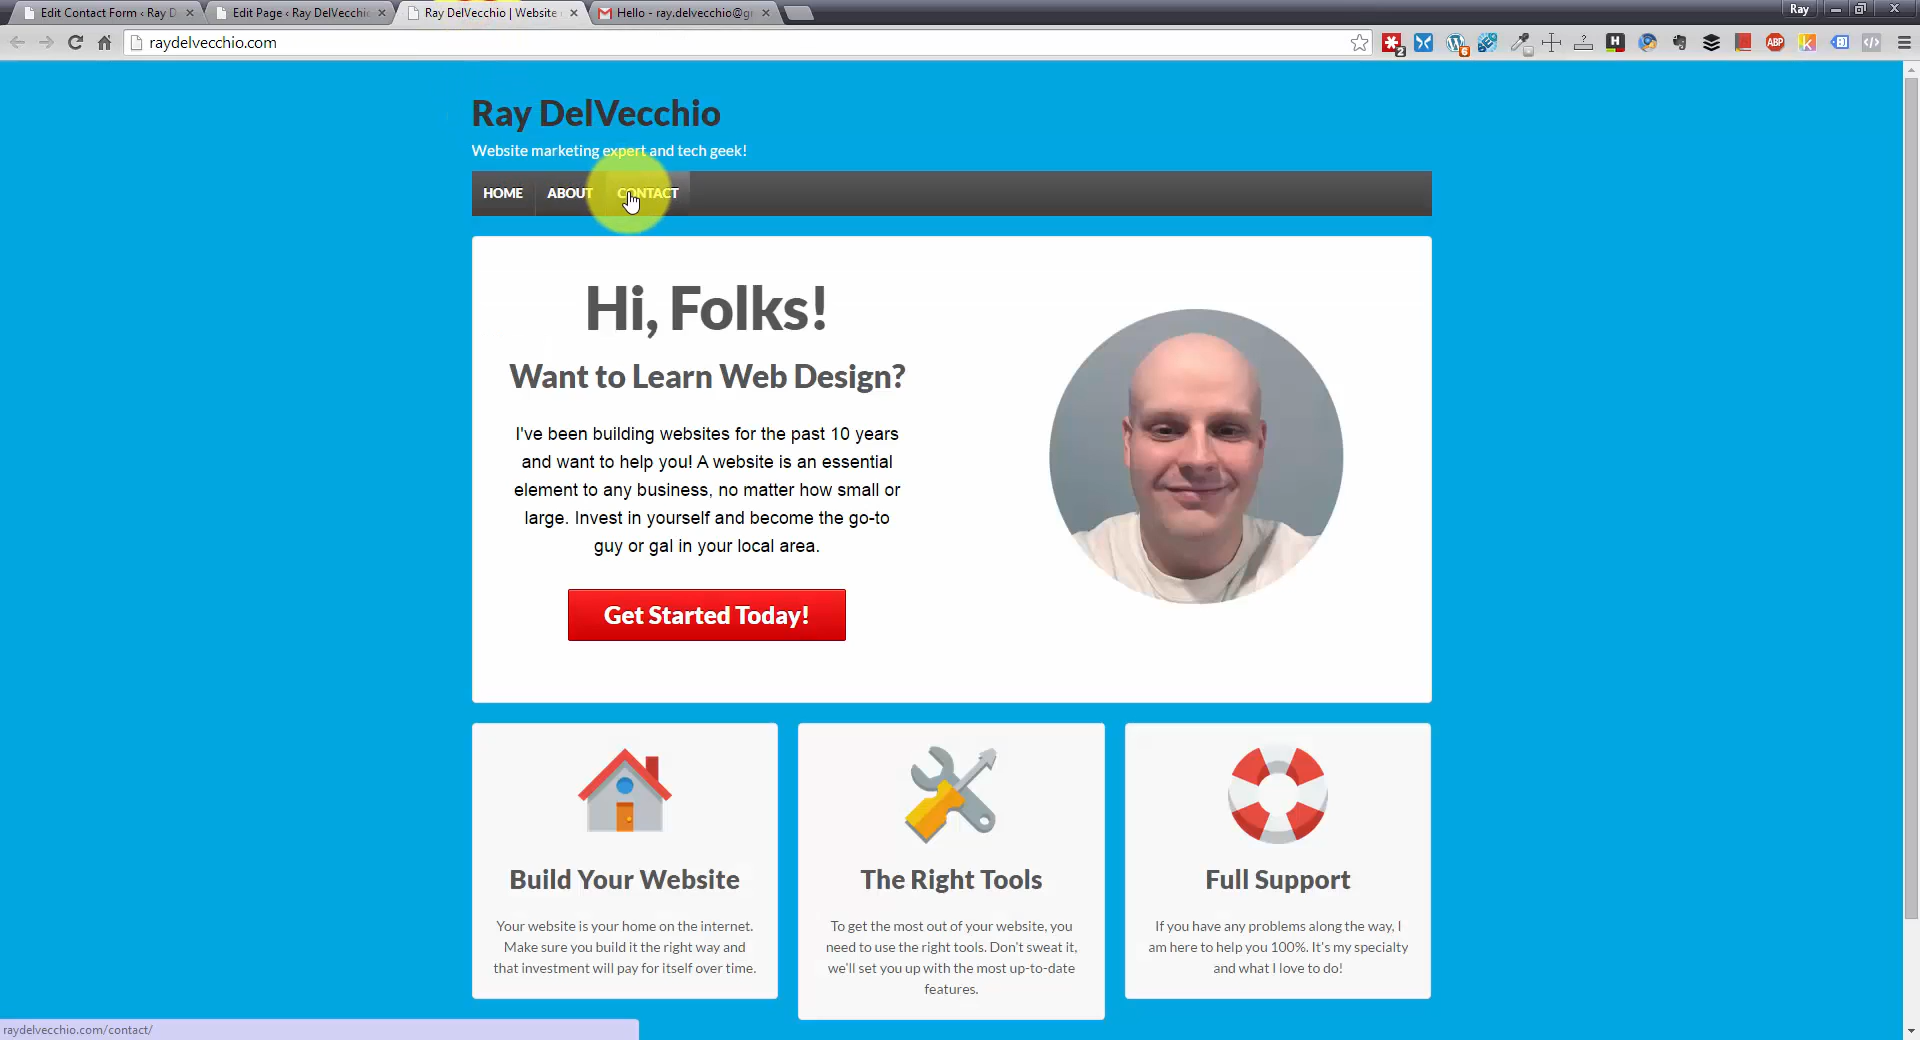 Edit Contact Form ‹ Ray D
Edit Page ‹ Ray DelVecchio
Ray DelVecchio | Website
Hello - ray.delvecchio@gm
Ray
raydelvecchio.com
2
6
H
ABP
Ray DelVecchio
Website marketing expert and tech geek!
HOME
ABOUT
CONTACT
Hi, Folks!
Want to Learn Web Design?
I've been building websites for the past 10 years
and want to help you! A website is an essential
element to any business, no matter how small or
large. Invest in yourself and become the go-to
guy or gal in your local area.
Get Started Today!
Build Your Website
Your website is your home on the internet.
Make sure you build it the right way and
that investment will pay for itself over time.
The Right Tools
To get the most out of your website, you
need to use the right tools. Don't sweat it,
we'll set you up with the most up-to-date
features.
Full Support
If you have any problems along the way, I
am here to help you 100%. It's my specialty
and what I love to do!
raydelvecchio.com/contact/